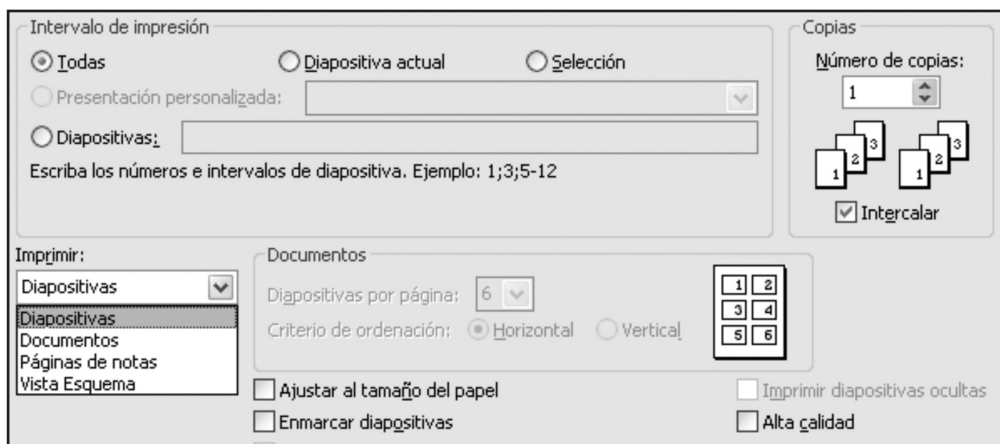 Intervalo de impresión
Todas Diapositiva actual Selección
Presentación personalizada:
Diapositivas:
Escriba los números e intervalos de diapositiva. Ejemplo: 1;3;5-12
Copias
Número de copias:
1
1 2 3 1 2 3
Intercalar
Imprimir:
Diapositivas
Diapositivas
Documentos
Páginas de notas
Vista Esquema
Documentos
Diapositivas por página: 6
Criterio de ordenación: Horizontal Vertical
1 2
3 4
5 6
Ajustar al tamaño del papel
Enmarcar diapositivas
Imprimir diapositivas ocultas
Alta calidad